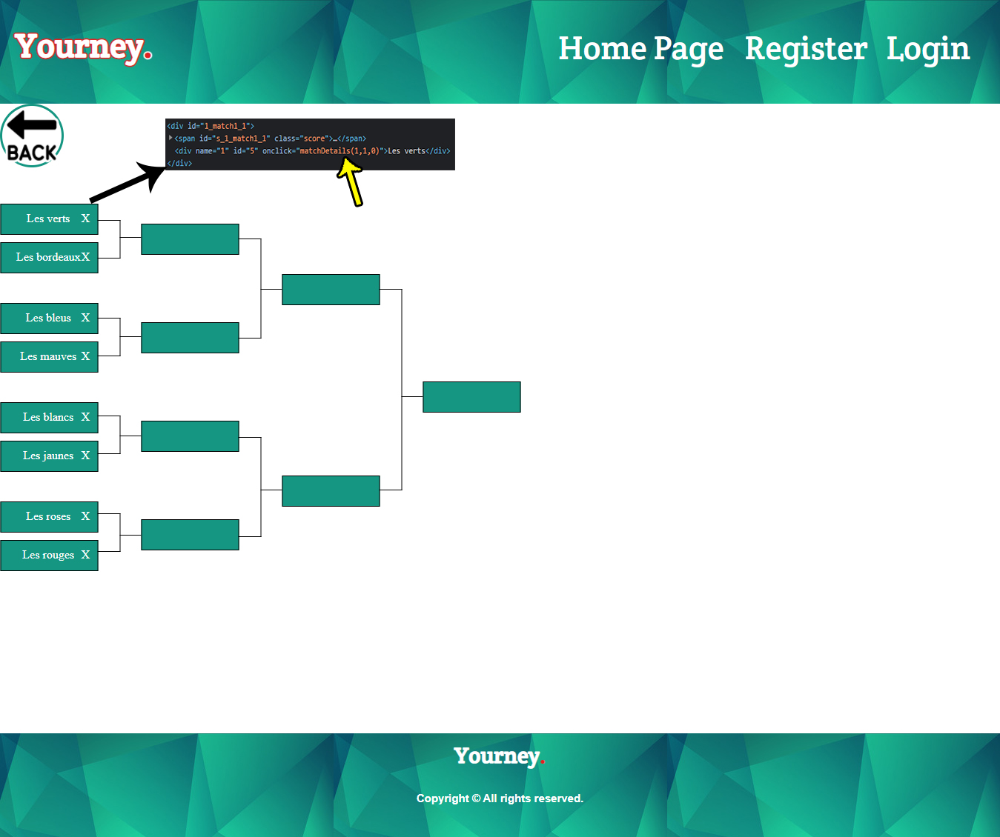 Yourney.
Home Page Register Login
BACK
<div id="1_match1_1">
<span id="s_1_match1_1" class="score">…</span>
<div name="1" id="5" onclick="matchDetails(1,1,0)">Les verts</div>
</div>
Les verts X
Les bordeauxX
Les bleus X
Les mauves X
Les blancs X
Les jaunes X
Les roses X
Les rouges X
Yourney.
Copyright © All rights reserved.